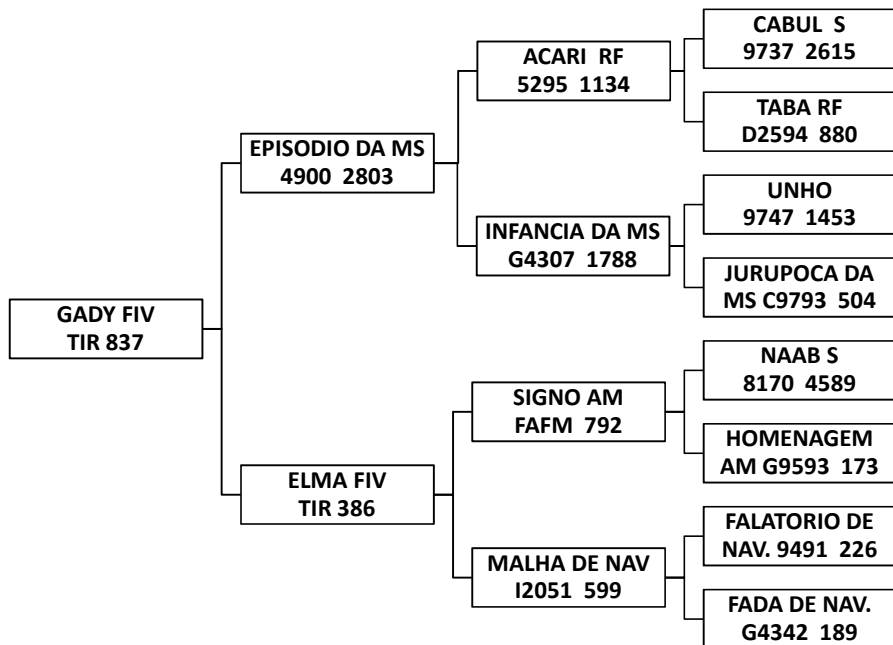 CABUL S
9737 2615
ACARI RF
5295 1134
TABA RF
D2594 880
EPISODIO DA MS
4900 2803
UNHO
9747 1453
INFANCIA DA MS
G4307 1788
JURUPOCA DA
MS C9793 504
GADY FIV
TIR 837
NAAB S
8170 4589
SIGNO AM
FAFM 792
HOMENAGEM
AM G9593 173
ELMA FIV
TIR 386
FALATORIO DE
NAV. 9491 226
MALHA DE NAV
I2051 599
FADA DE NAV.
G4342 189